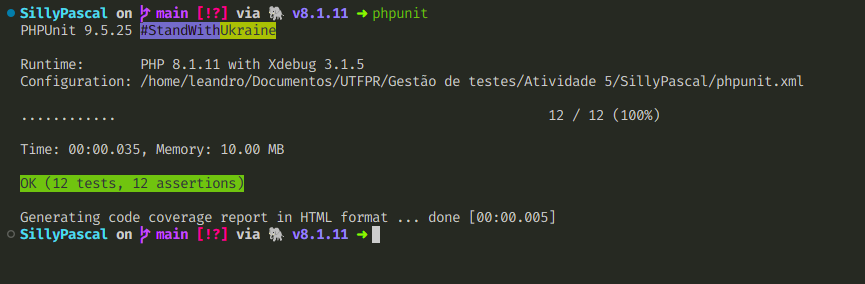 SillyPascal on main [!?] via 🐘 v8.1.11 ➜ phpunit
PHPUnit 9.5.25 #StandWithUkraine
Runtime:       PHP 8.1.11 with Xdebug 3.1.5
Configuration: /home/leandro/Documentos/UTFPR/Gestão de testes/Atividade 5/SillyPascal/phpunit.xml
............                                                      12 / 12 (100%)
Time: 00:00.035, Memory: 10.00 MB
OK (12 tests, 12 assertions)
Generating code coverage report in HTML format ... done [00:00.005]
SillyPascal on main [!?] via 🐘 v8.1.11 ➜